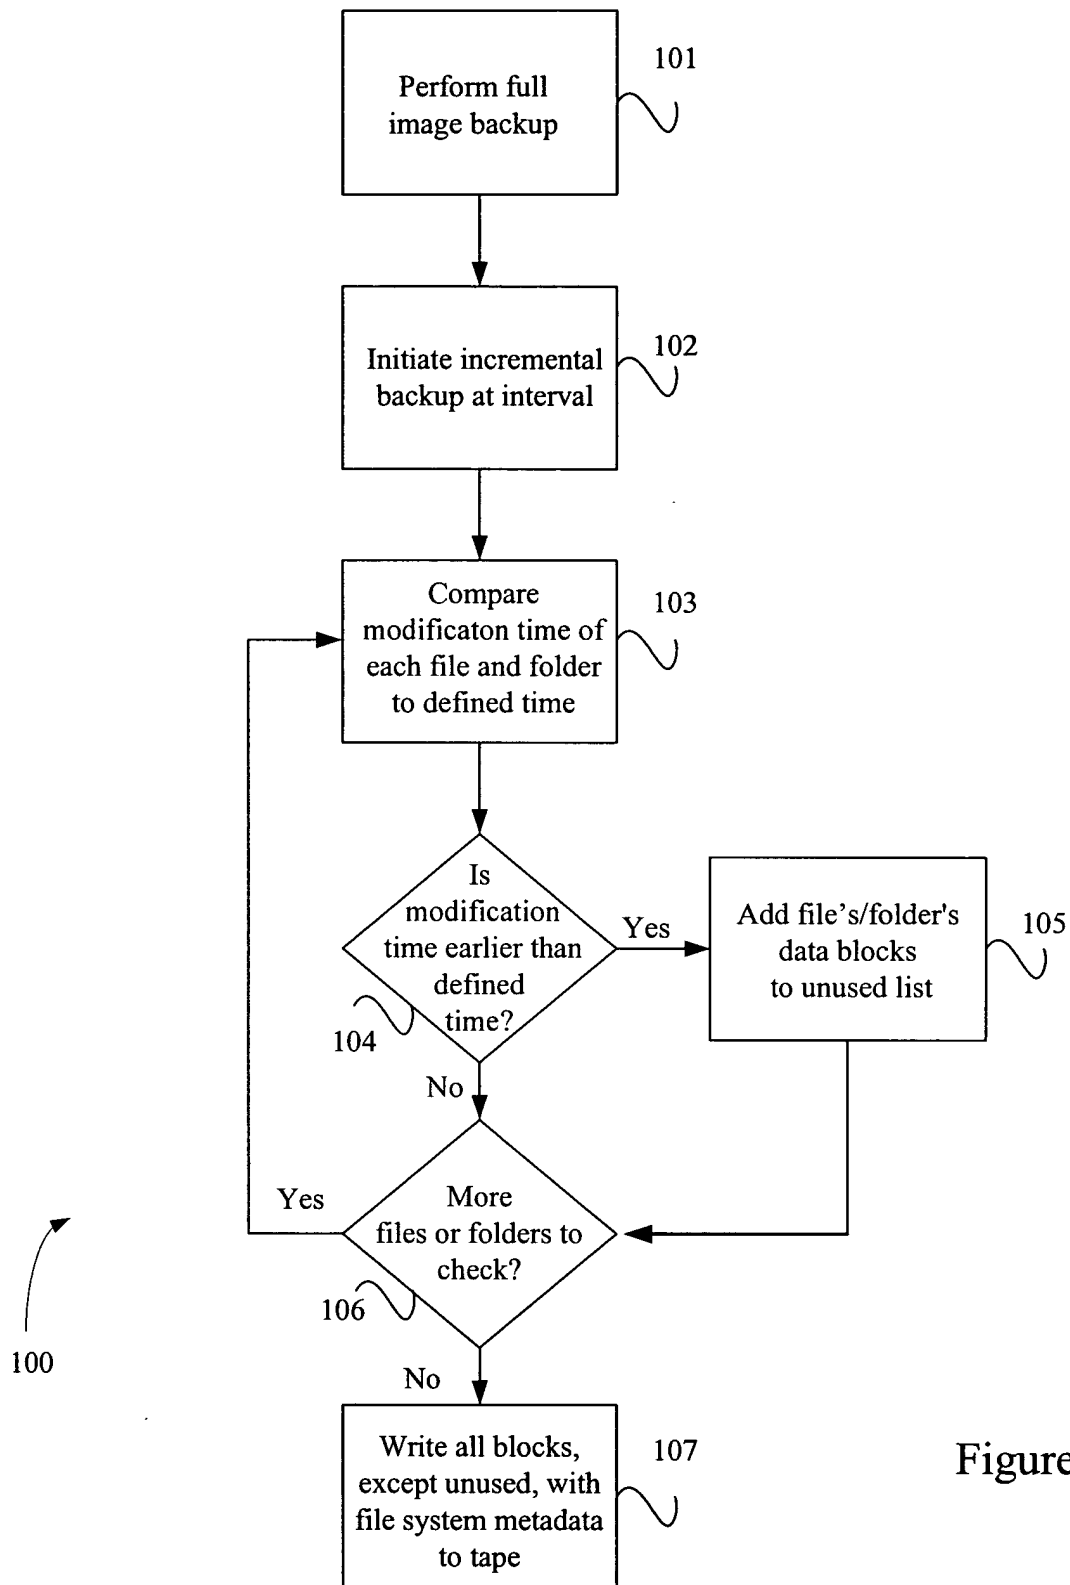 Perform full
image backup
101
Initiate incremental
backup at interval
102
Compare
modificaton time of
each file and folder
to defined time
103
Is
modification
time earlier than
defined
time?
104
Yes
Add file's/folder's
data blocks
to unused list
105
No
More
files or folders to
check?
106
Yes
100
No
Write all blocks,
except unused, with
file system metadata
to tape
107
Figure